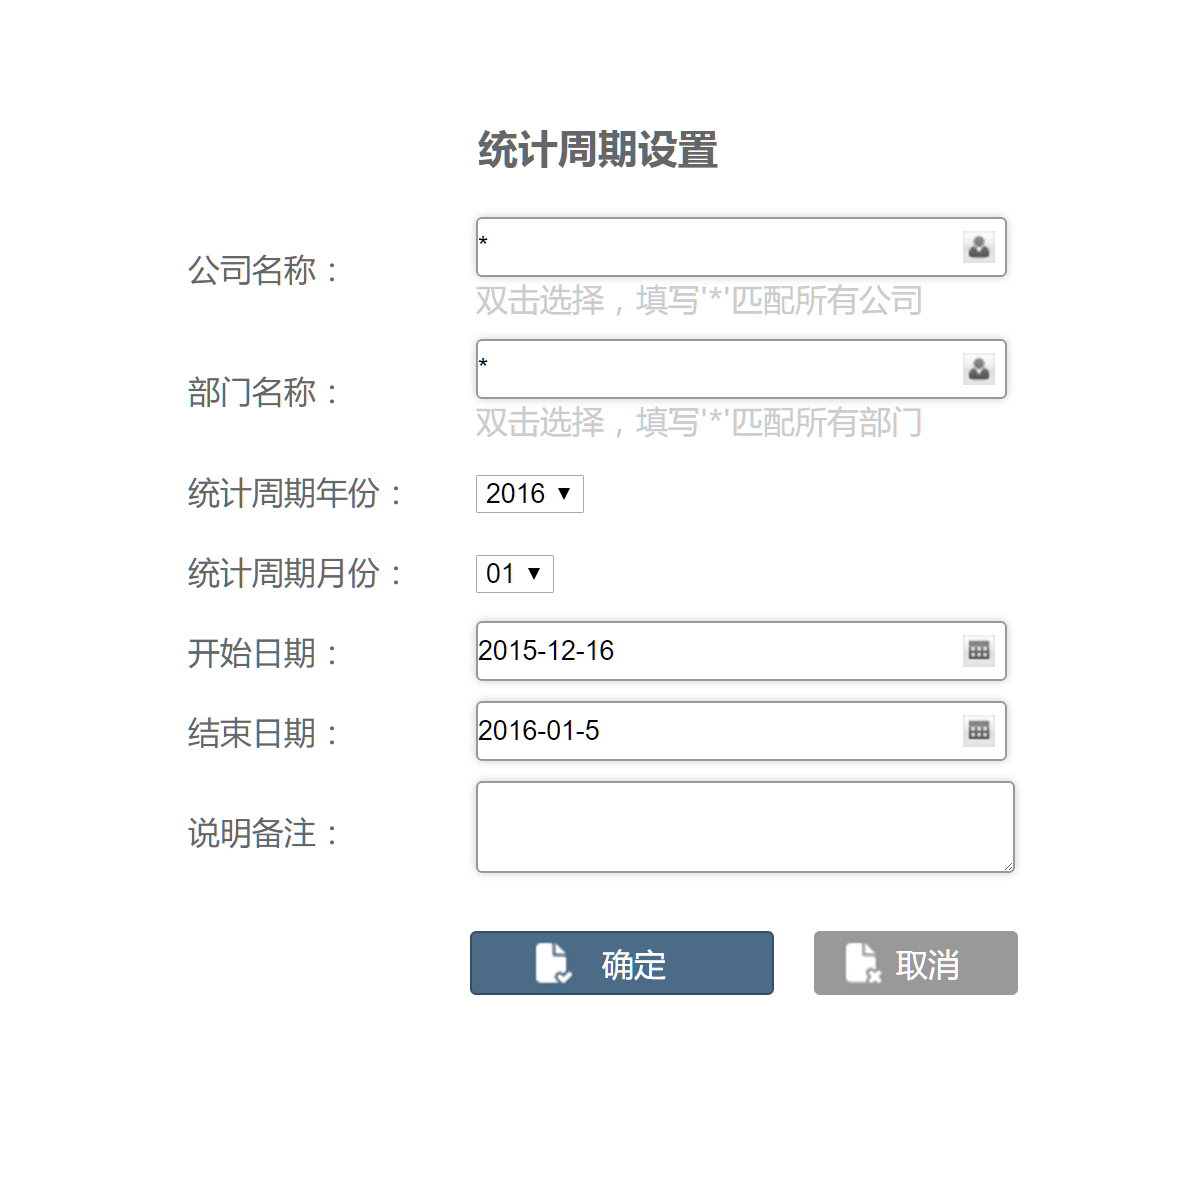 统计周期设置
公司名称：
*
双击选择，填写'*'匹配所有公司
部门名称：
*
双击选择，填写'*'匹配所有部门
统计周期年份： 2016
统计周期月份： 01
开始日期： 2015-12-16
结束日期： 2016-01-5
说明备注：
确定 取消